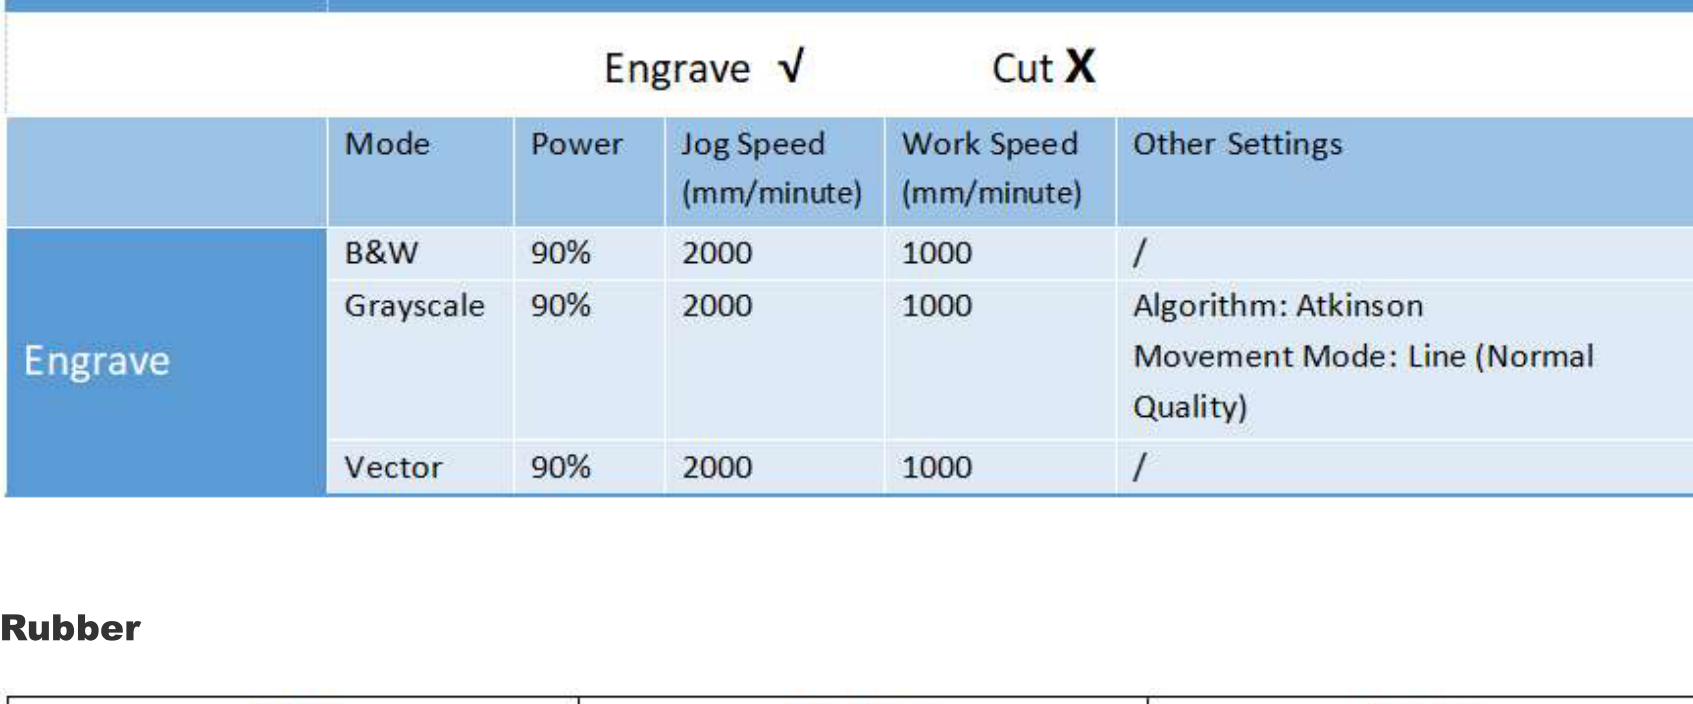 Engrave √ Cut X
Mode Power Jog Speed Work Speed Other Settings
(mm/minute) (mm/minute)
B&W 90% 2000 1000 /
Grayscale 90% 2000 1000 Algorithm: Atkinson
Engrave Movement Mode: Line (Normal
Quality)
Vector 90% 2000 1000 /
Rubber